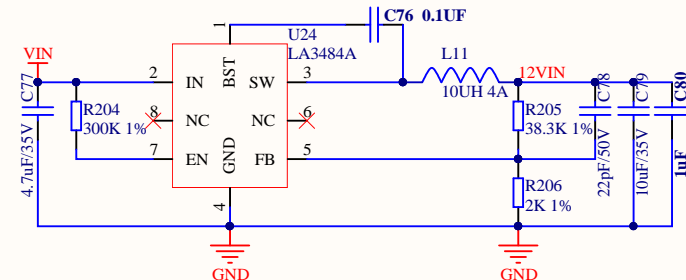 C76 0.1UF
1
U24
LA3484A
VIN
C77
4.7uF/35V
R204
300K 1%
2
IN
BST
SW
3
L11
10UH 4A
12VIN
8
NC
NC
6
7
EN
GND
FB
5
4
R205
38.3K 1%
C78
22pF/50V
C79
10uF/35V
C80
1uF
R206
2K 1%
GND
GND